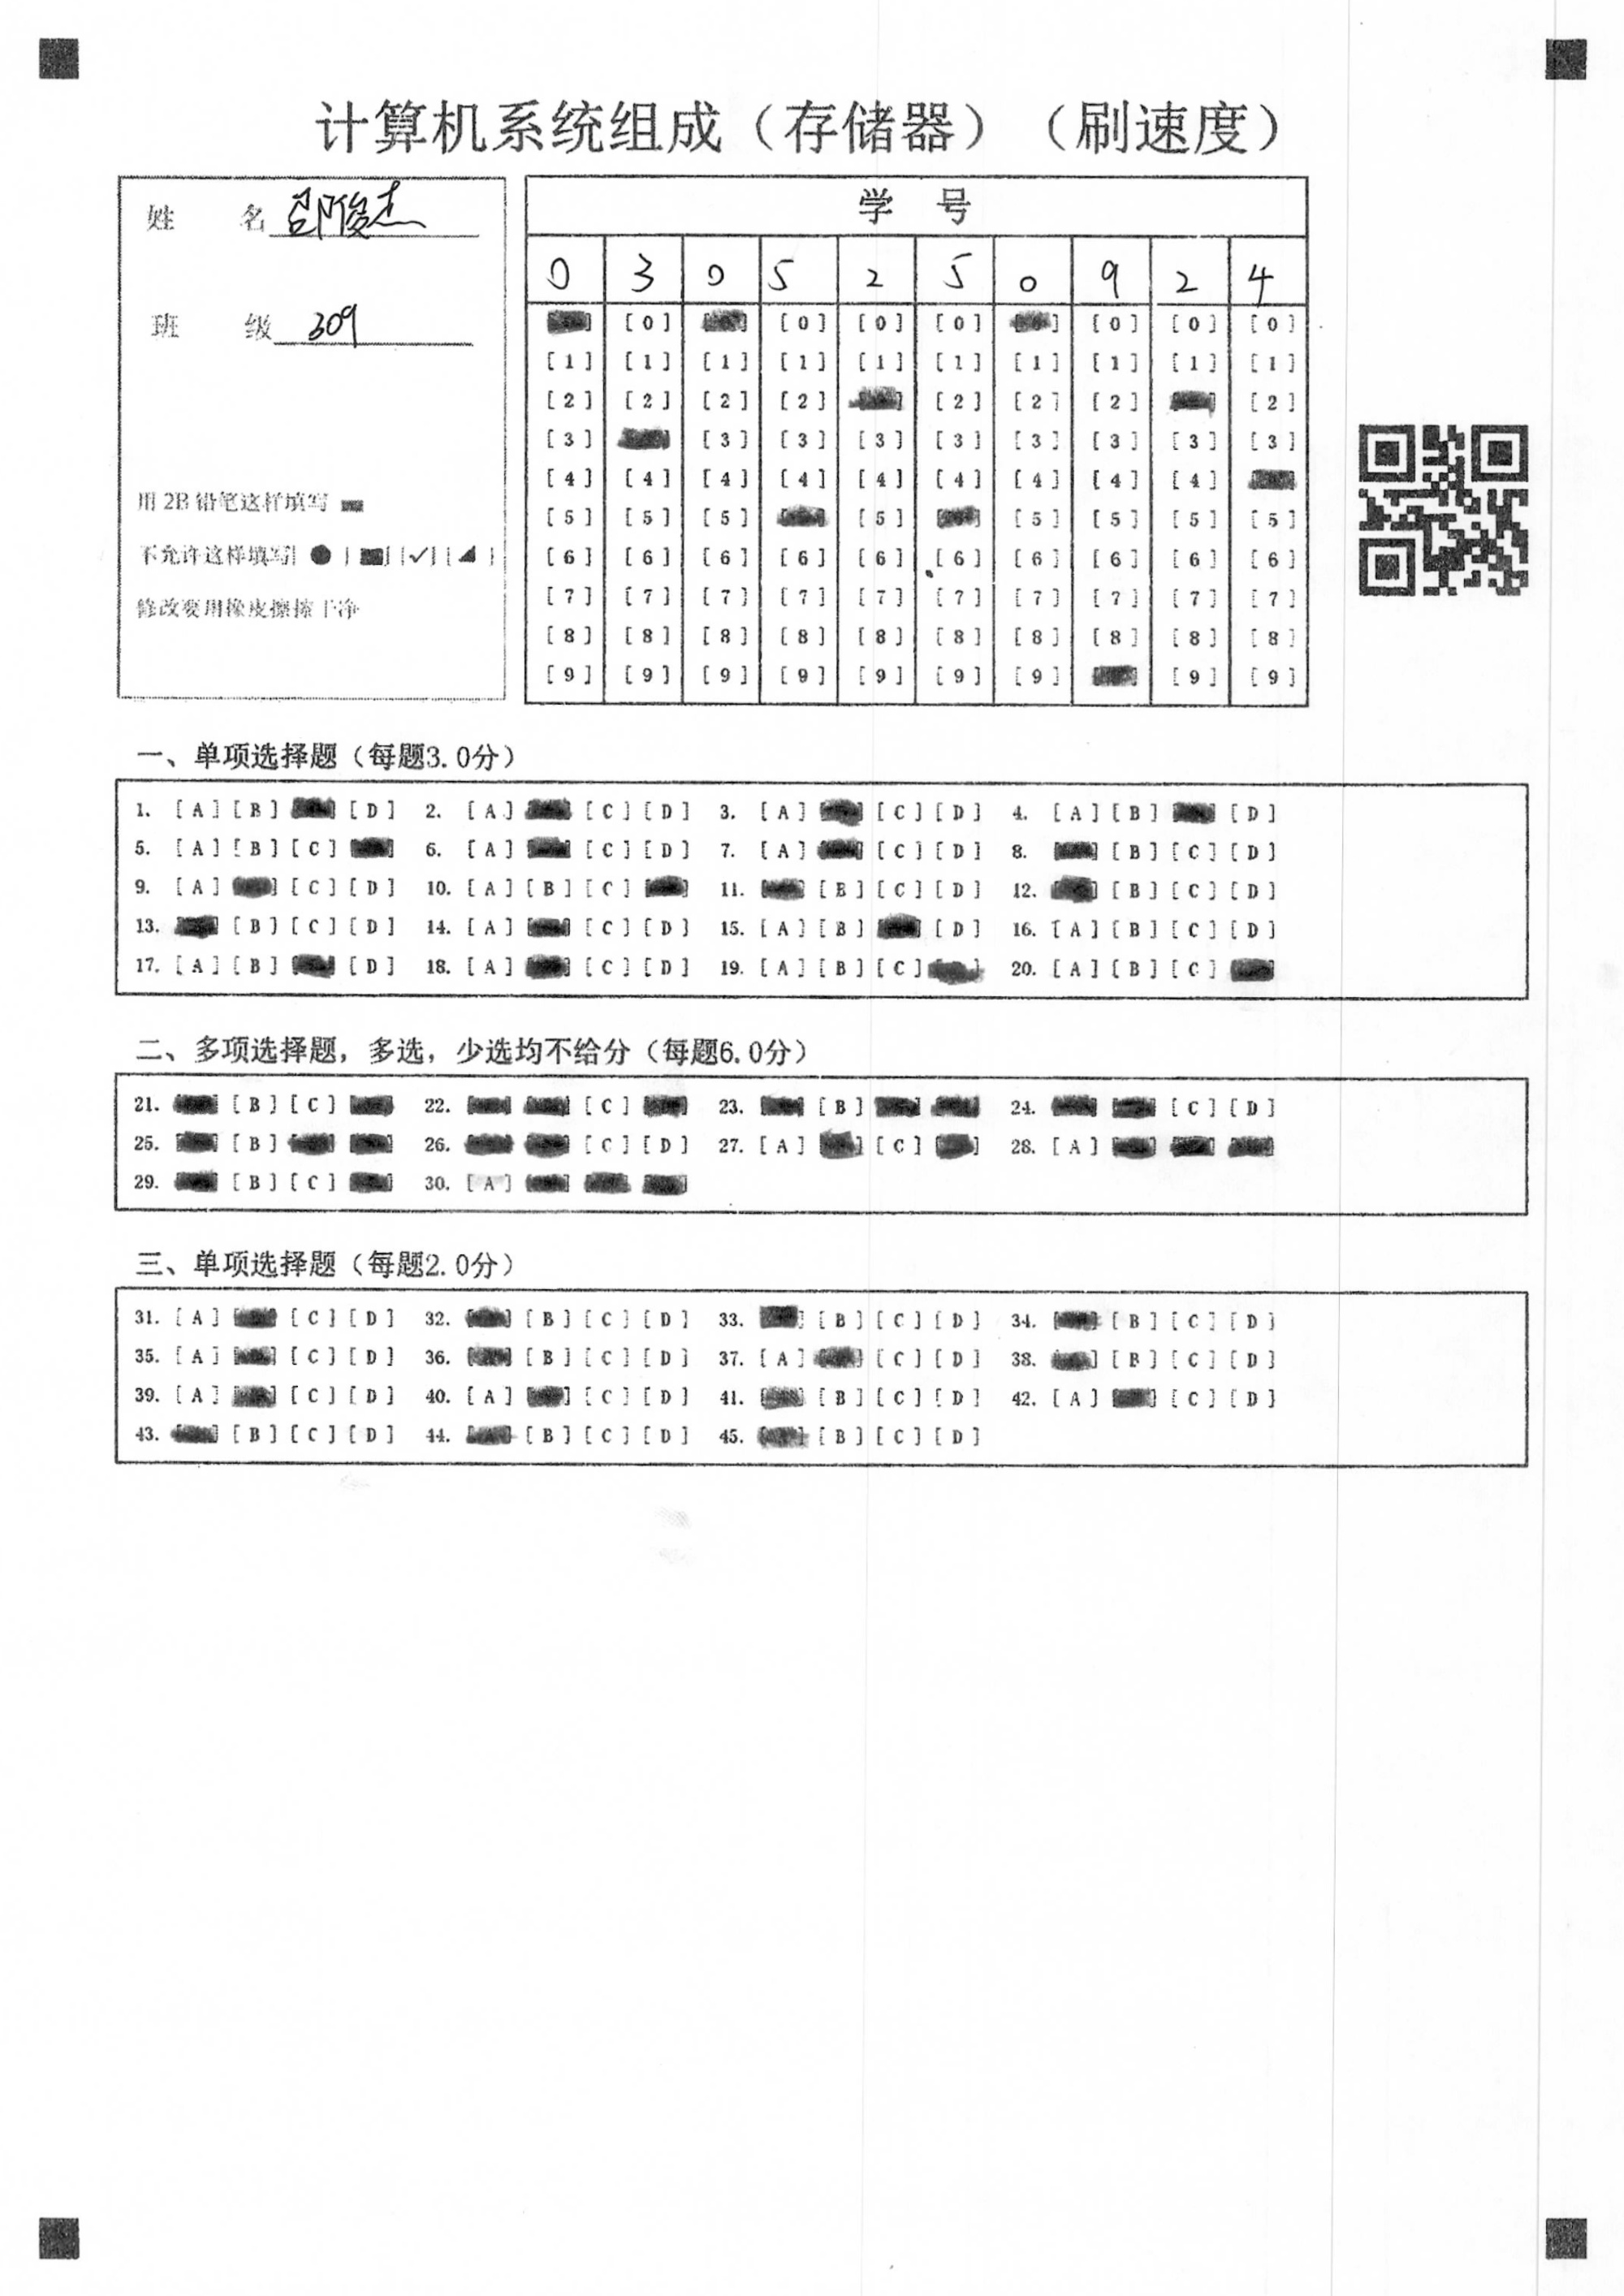 计算机系统组成（存储器）（刷速度）
姓 名 邵俊杰
班 级 309
用 2B 铅笔这样填写
不允许这样填写[ ● ] [■] [✓] [◢ ]
修改要用橡皮擦擦干净
学 号
0 3 0 5 2 5 0 9 2 4
[0] [0] [0] [0] [0] [0]
[1] [1] [1] [1] [1] [1] [1] [1] [1] [1]
[2] [2] [2] [2] [2] [2] [2] [2]
[3] [3] [3] [3] [3] [3] [3] [3] [3]
[4] [4] [4] [4] [4] [4] [4] [4] [4]
[5] [5] [5] [5] [5] [5] [5] [5]
[6] [6] [6] [6] [6] [6] [6] [6] [6] [6]
[7] [7] [7] [7] [7] [7] [7] [7] [7] [7]
[8] [8] [8] [8] [8] [8] [8] [8] [8] [8]
[9] [9] [9] [9] [9] [9] [9] [9] [9]
一、单项选择题（每题3.0分）
1. [A] [B] [D] 2. [A] [C] [D] 3. [A] [C] [D] 4. [A] [B] [D]
5. [A] [B] [C] 6. [A] [C] [D] 7. [A] [C] [D] 8. [B] [C] [D]
9. [A] [C] [D] 10. [A] [B] [C] 11. [B] [C] [D] 12. [B] [C] [D]
13. [B] [C] [D] 14. [A] [C] [D] 15. [A] [B] [D] 16. [A] [B] [C] [D]
17. [A] [B] [D] 18. [A] [C] [D] 19. [A] [B] [C] 20. [A] [B] [C]
二、多项选择题，多选，少选均不给分（每题6.0分）
21. [B] [C] 22. [C] 23. [B] 24. [C] [D]
25. [B] 26. [C] [D] 27. [A] [C] 28. [A]
29. [B] [C] 30. [A]
三、单项选择题（每题2.0分）
31. [A] [C] [D] 32. [B] [C] [D] 33. [B] [C] [D] 34. [B] [C] [D]
35. [A] [C] [D] 36. [B] [C] [D] 37. [A] [C] [D] 38. [B] [C] [D]
39. [A] [C] [D] 40. [A] [C] [D] 41. [B] [C] [D] 42. [A] [C] [D]
43. [B] [C] [D] 44. [B] [C] [D] 45. [B] [C] [D]